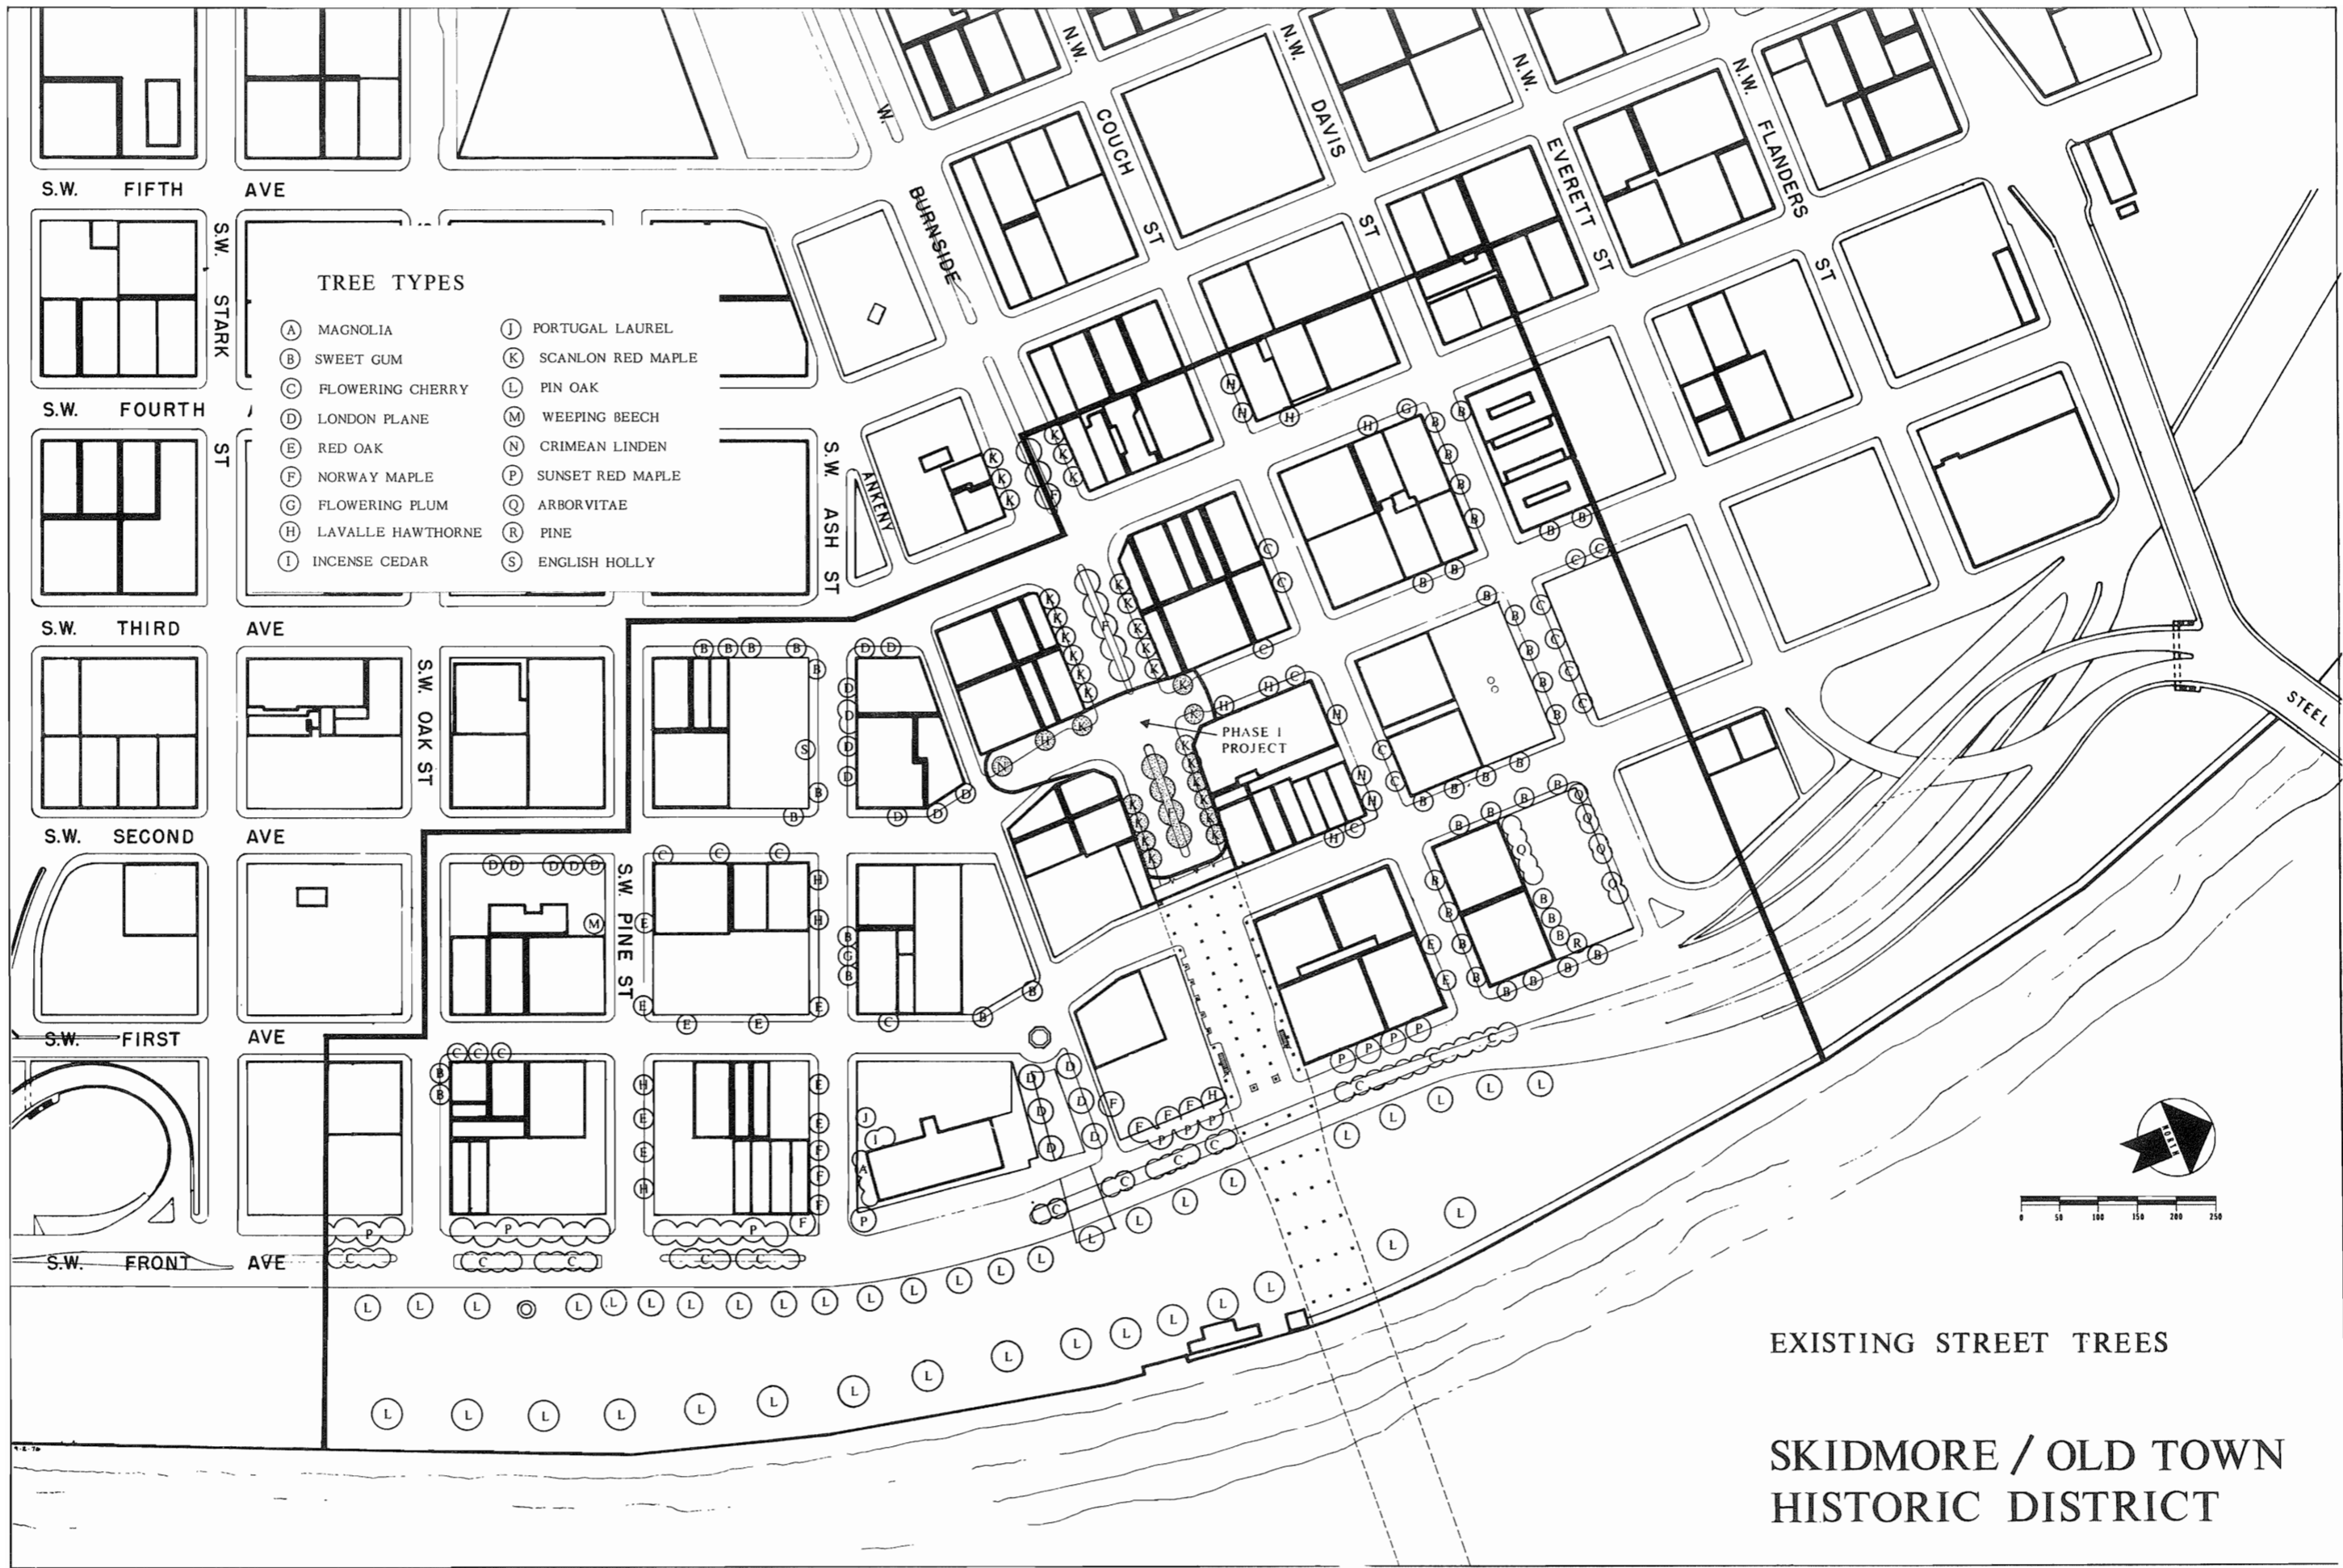 N.W.
COUCH
ST
N.W.
DAVIS
ST
N.W.
EVERETT
ST
N.W.
FLANDERS
ST
W.
BURNSIDE
S.W. FIFTH AVE
S.W. STARK ST
TREE TYPES
A MAGNOLIA
B SWEET GUM
C FLOWERING CHERRY
D LONDON PLANE
E RED OAK
F NORWAY MAPLE
G FLOWERING PLUM
H LAVALLE HAWTHORNE
I INCENSE CEDAR
J PORTUGAL LAUREL
K SCANLON RED MAPLE
L PIN OAK
M WEEPING BEECH
N CRIMEAN LINDEN
P SUNSET RED MAPLE
Q ARBORVITAE
R PINE
S ENGLISH HOLLY
S.W. FOURTH
S.W. ASH ST
ANKENY
S.W. THIRD AVE
S.W. OAK ST
S.W. SECOND AVE
S.W. PINE ST
S.W. FIRST AVE
S.W. FRONT AVE
PHASE I
PROJECT
STEEL
NORTH
0 50 100 150 200 250
EXISTING STREET TREES
SKIDMORE / OLD TOWN
HISTORIC DISTRICT